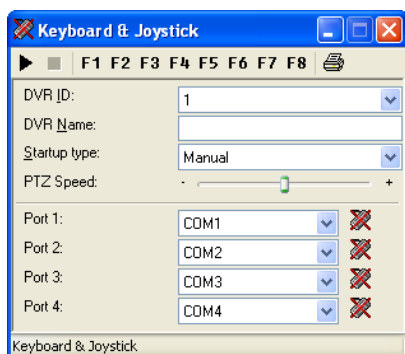 Keyboard & Joystick
F1 F2 F3 F4 F5 F6 F7 F8
DVR ID: 1
DVR Name:
Startup type: Manual
PTZ Speed: - +
Port 1: COM1
Port 2: COM2
Port 3: COM3
Port 4: COM4
Keyboard & Joystick